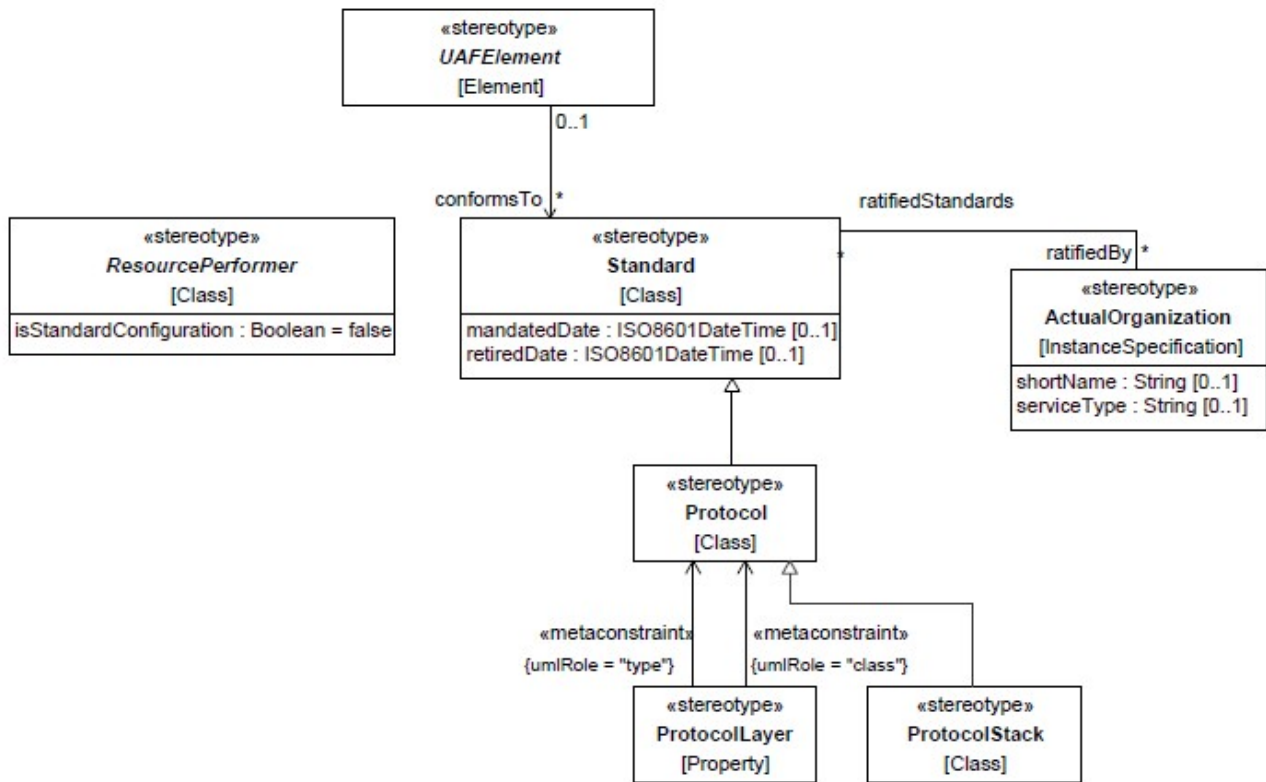 «stereotype»
UAFElement
[Element]
0..1
conformsTo *
ratifiedStandards
«stereotype»
ResourcePerformer
[Class]
isStandardConfiguration : Boolean = false
«stereotype»
Standard
[Class]
mandatedDate : ISO8601DateTime [0..1]
retiredDate : ISO8601DateTime [0..1]
*
ratifiedBy *
«stereotype»
ActualOrganization
[InstanceSpecification]
shortName : String [0..1]
serviceType : String [0..1]
«stereotype»
Protocol
[Class]
«metaconstraint»
{umlRole = "type"}
«metaconstraint»
{umlRole = "class"}
«stereotype»
ProtocolLayer
[Property]
«stereotype»
ProtocolStack
[Class]